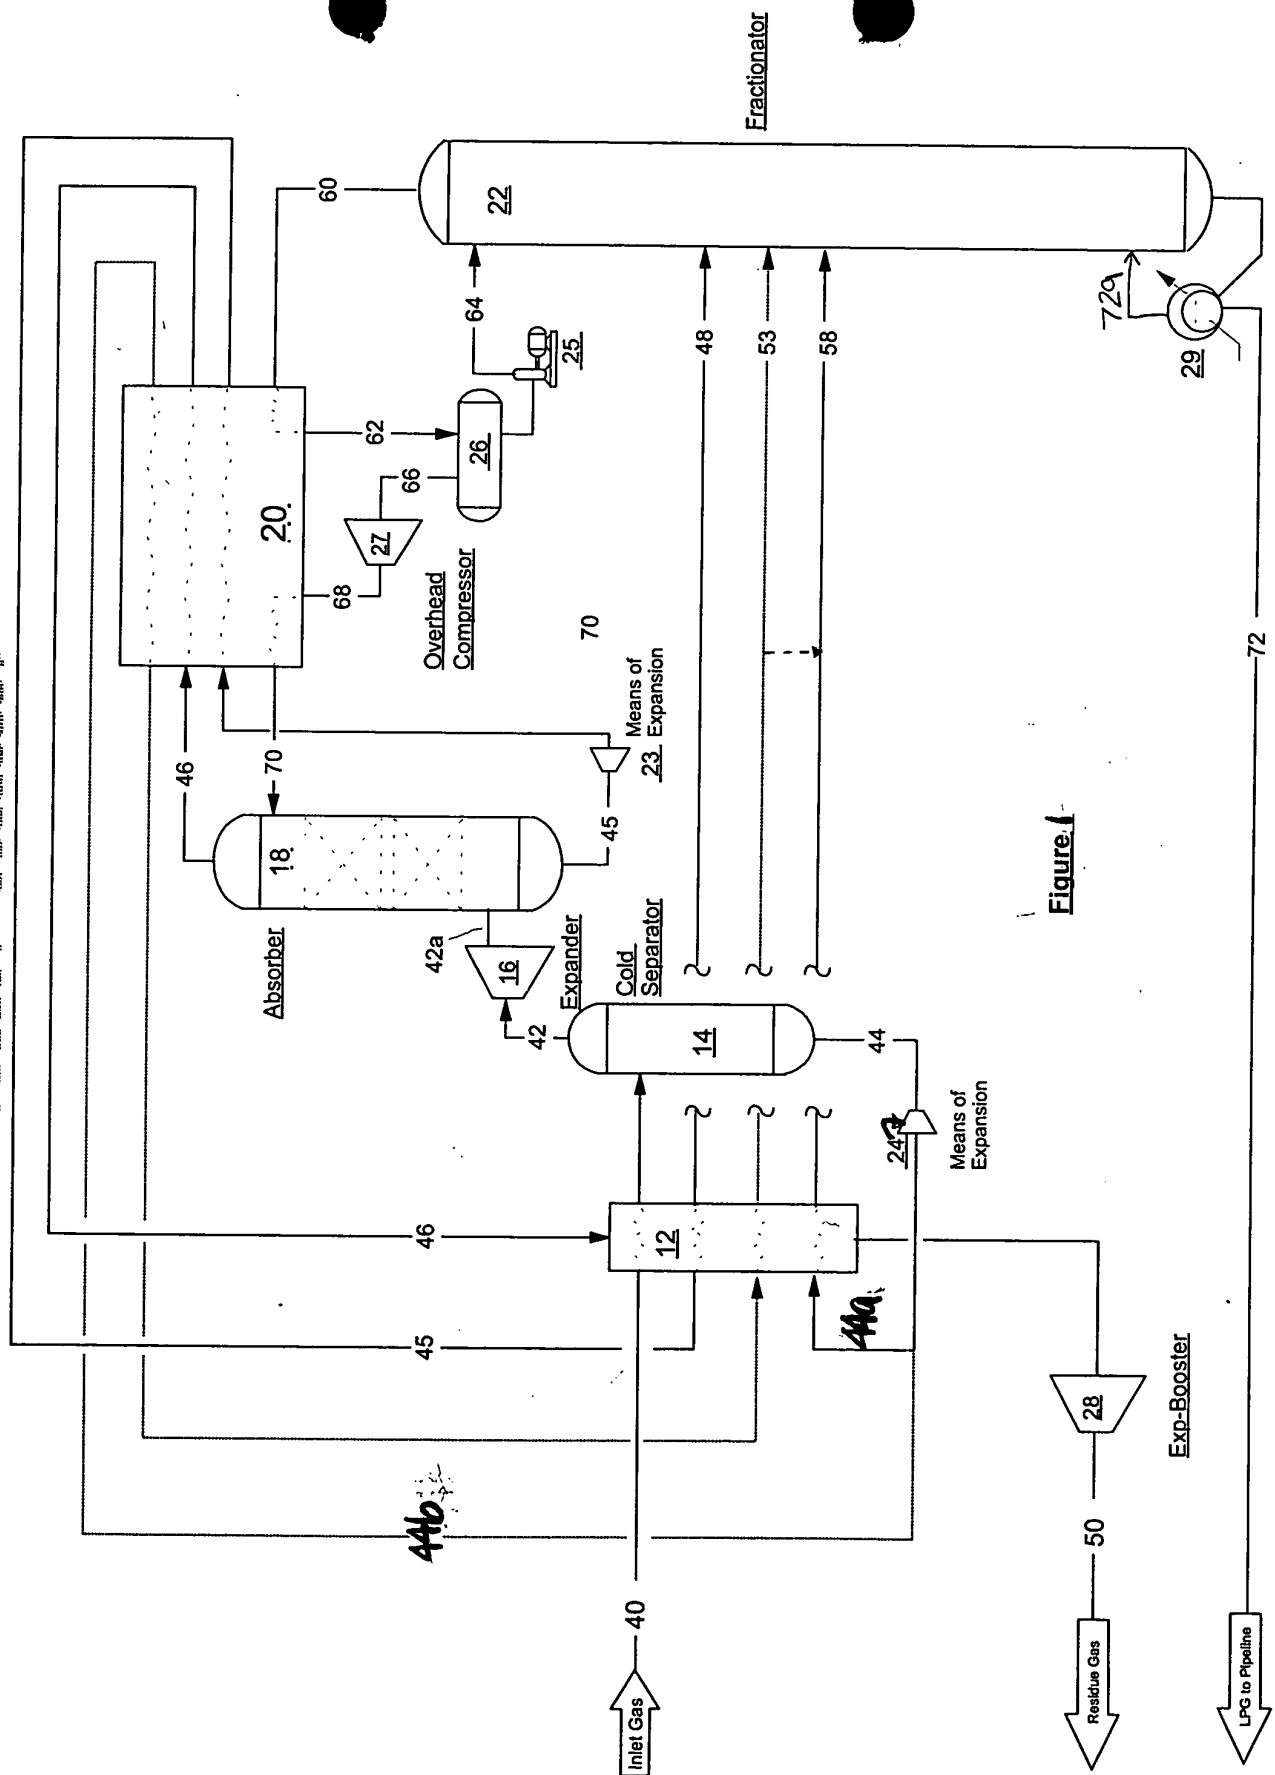 Fractionator
22
60
64
48
53
58
72a
29
25
62
26
66
20
27
68
Overhead
Compressor
70
Means of
23 Expansion
72
46
70
18
45
Absorber
42a
16
Expander
Cold
Separator
42
14
44
24
Means of
Expansion
46
12
45
44a
44b
28
Exp-Booster
40
50
Inlet Gas
Residue Gas
LPG to Pipeline
Figure 1